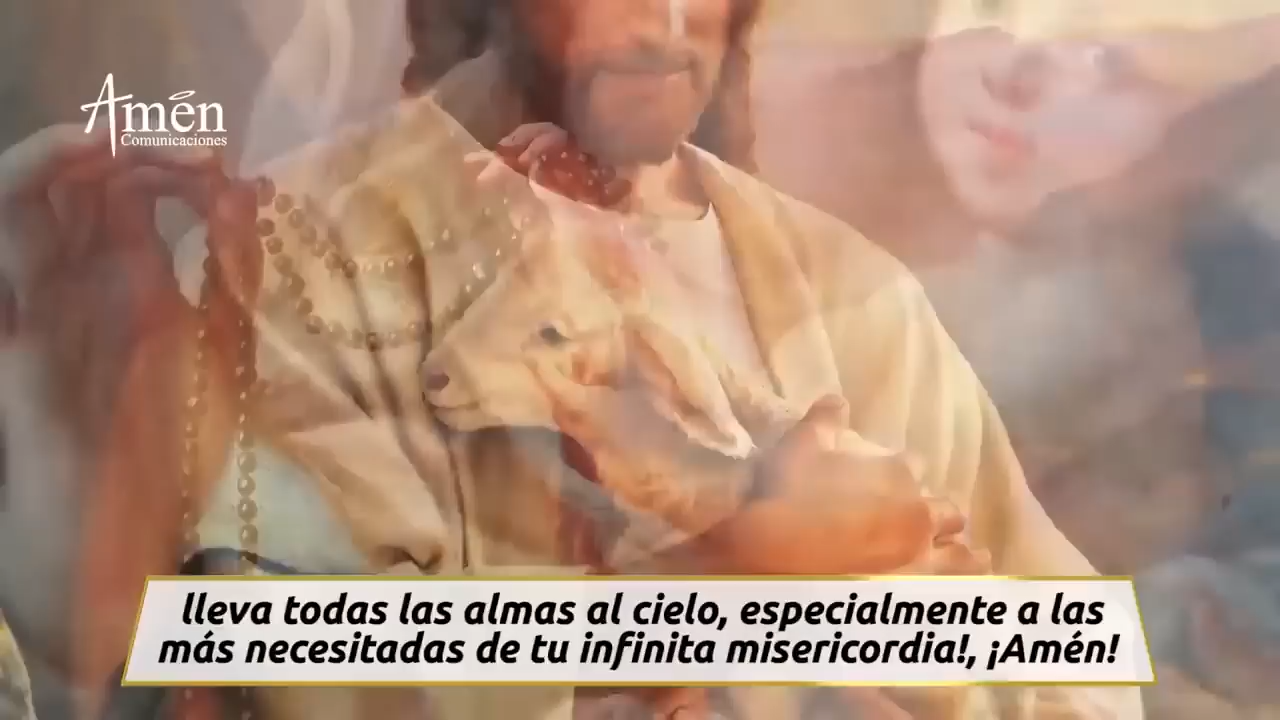 Amén
Comunicaciones
lleva todas las almas al cielo, especialmente a las
más necesitadas de tu infinita misericordia!, ¡Amén!